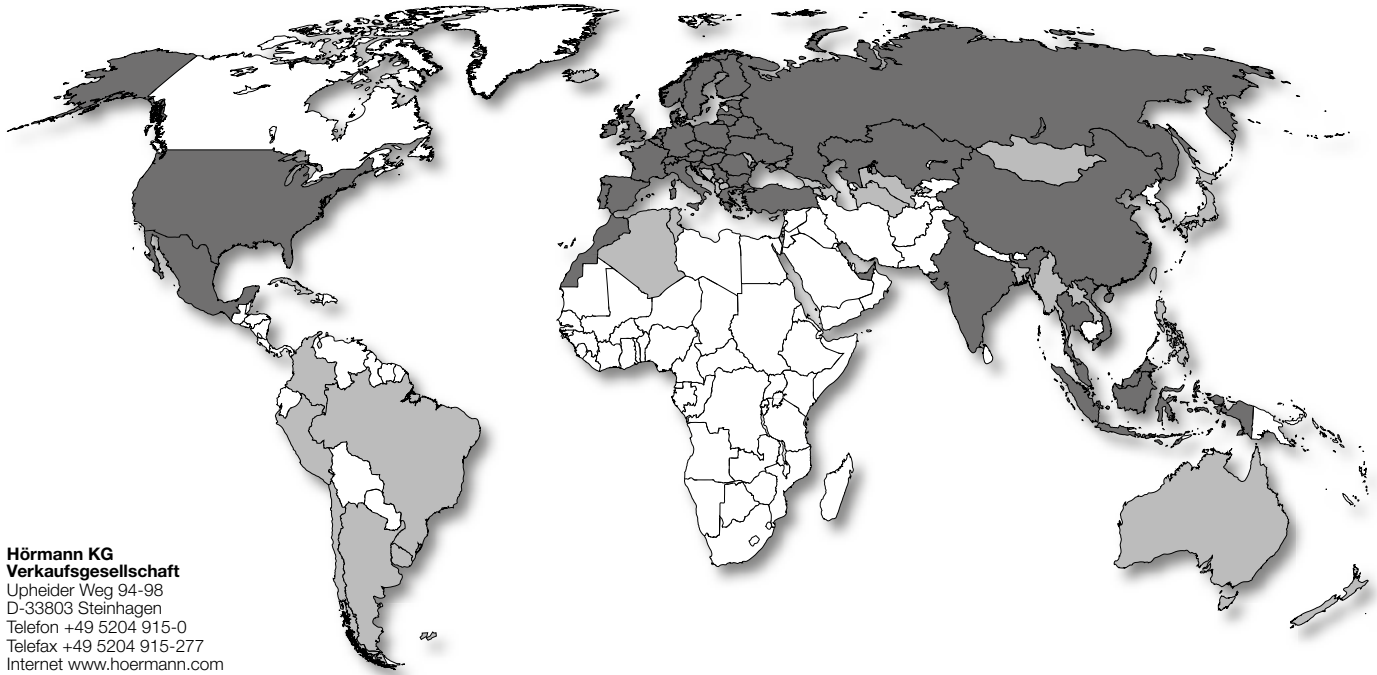 Hörmann KG
Verkaufsgesellschaft
Upheider Weg 94-98
D-33803 Steinhagen
Telefon +49 5204 915-0
Telefax +49 5204 915-277
Internet www.hoermann.com